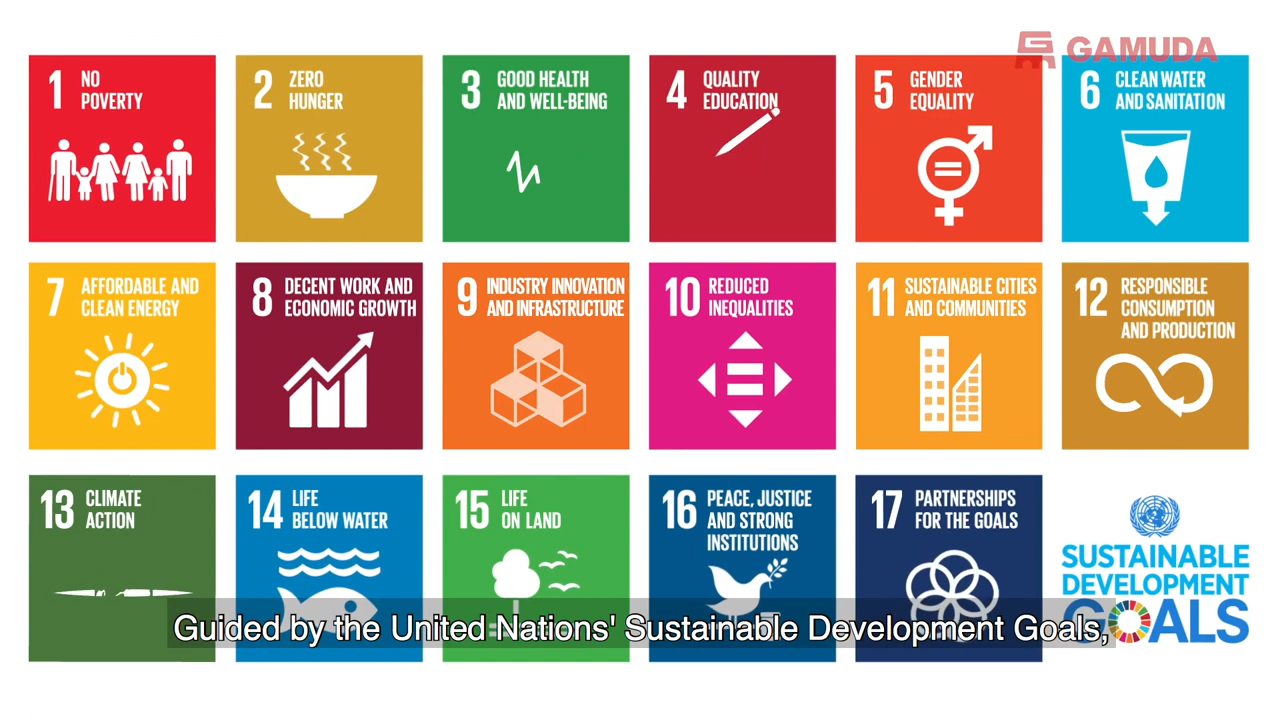 GAMUDA
1 NO
POVERTY
2 ZERO
HUNGER
3 GOOD HEALTH
AND WELL-BEING
4 QUALITY
EDUCATION
5 GENDER
EQUALITY
6 CLEAN WATER
AND SANITATION
7 AFFORDABLE AND
CLEAN ENERGY
8 DECENT WORK AND
ECONOMIC GROWTH
9 INDUSTRY INNOVATION
AND INFRASTRUCTURE
10 REDUCED
INEQUALITIES
11 SUSTAINABLE CITIES
AND COMMUNITIES
12 RESPONSIBLE
CONSUMPTION
AND PRODUCTION
13 CLIMATE
ACTION
14 LIFE
BELOW WATER
15 LIFE
ON LAND
16 PEACE, JUSTICE
AND STRONG
INSTITUTIONS
17 PARTNERSHIPS
FOR THE GOALS
SUSTAINABLE
DEVELOPMENT
GOALS
Guided by the United Nations' Sustainable Development Goals,